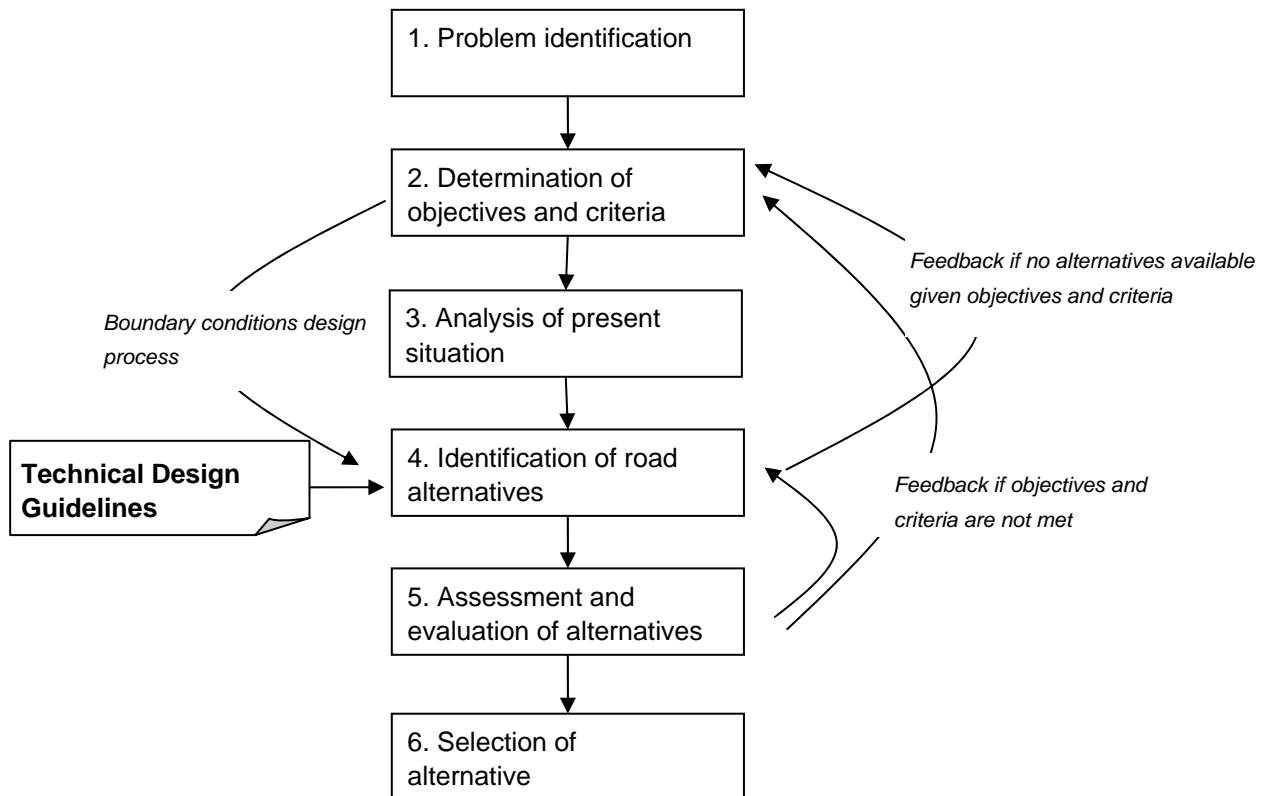 1. Problem identification
2. Determination of
objectives and criteria
Feedback if no alternatives available
given objectives and criteria
Boundary conditions design
process
3. Analysis of present
situation
Technical Design
Guidelines
4. Identification of road
alternatives
Feedback if objectives and
criteria are not met
5. Assessment and
evaluation of alternatives
6. Selection of
alternative